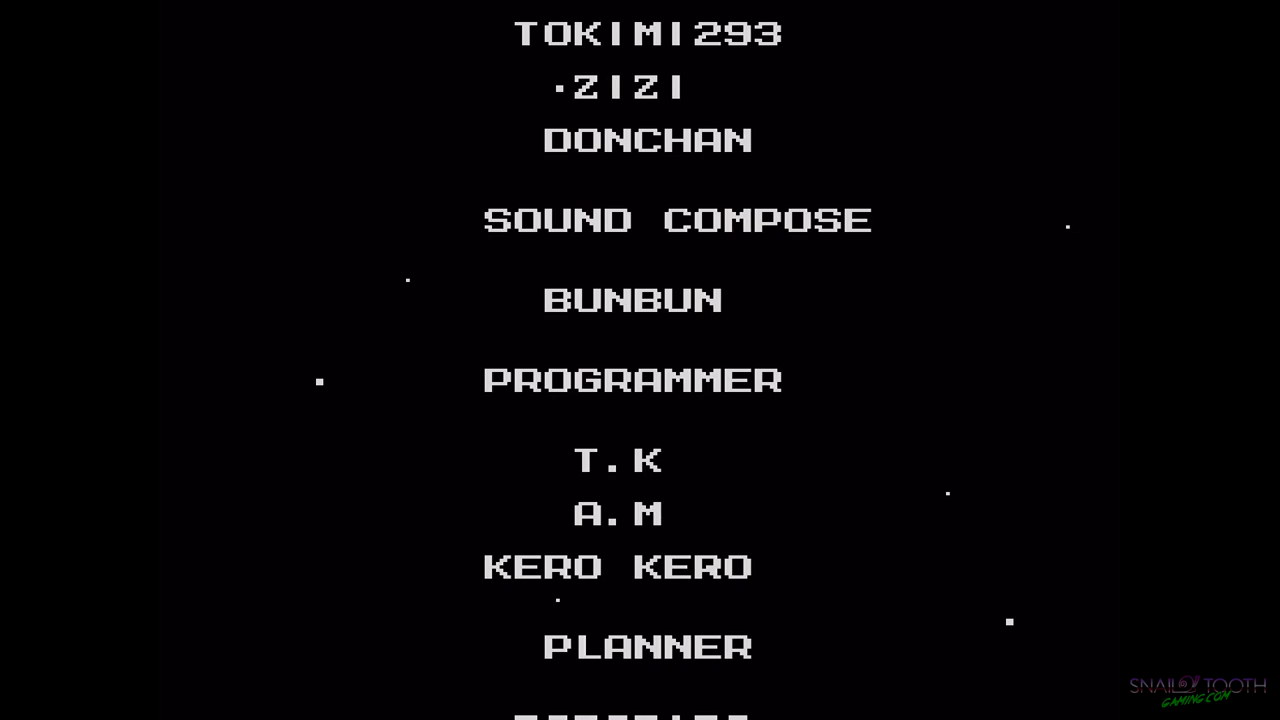 TOKIMI293
·ZIZI
DONCHAN
SOUND COMPOSE
BUNBUN
PROGRAMMER
T.K
A.M
KERO KERO
PLANNER
SNAIL TOOTH
GAMING.COM